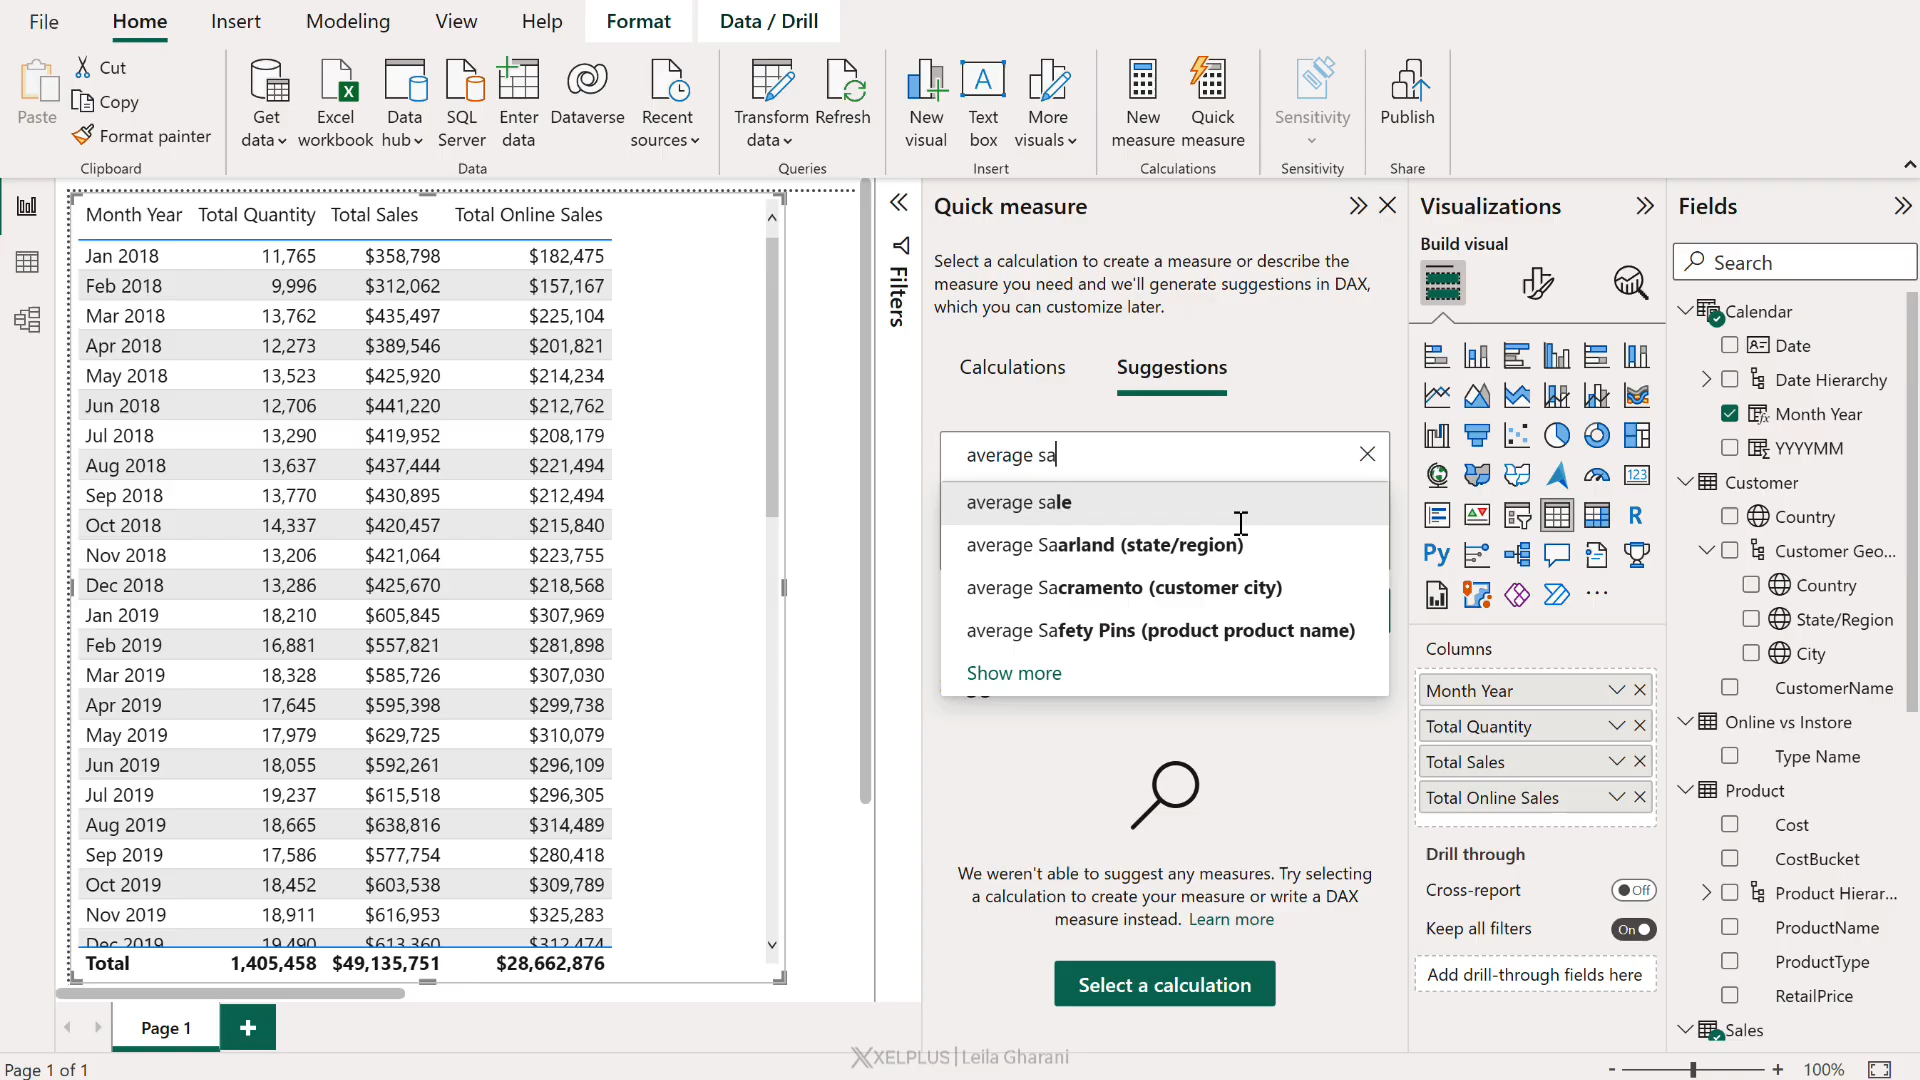 File Home Insert Modeling View Help Format Data / Drill
Paste Cut
Copy
Format painter
Clipboard
Get data
Excel workbook
Data hub
SQL Server
Enter data
Dataverse
Recent sources
Data
Transform data
Refresh
Queries
New visual
Text box
More visuals
Insert
New measure
Quick measure
Calculations
Sensitivity
Sensitivity
Publish
Share
Month Year Total Quantity Total Sales Total Online Sales
Jan 2018 11,765 $358,798 $182,475
Feb 2018 9,996 $312,062 $157,167
Mar 2018 13,762 $435,497 $225,104
Apr 2018 12,273 $389,546 $201,821
May 2018 13,523 $425,920 $214,234
Jun 2018 12,706 $441,220 $212,762
Jul 2018 13,290 $419,952 $208,179
Aug 2018 13,637 $437,444 $221,494
Sep 2018 13,770 $430,895 $212,494
Oct 2018 14,337 $420,457 $215,840
Nov 2018 13,206 $421,064 $223,755
Dec 2018 13,286 $425,670 $218,568
Jan 2019 18,210 $605,845 $307,969
Feb 2019 16,881 $557,821 $281,898
Mar 2019 18,328 $585,726 $307,030
Apr 2019 17,645 $595,398 $299,738
May 2019 17,979 $629,725 $310,079
Jun 2019 18,055 $592,261 $296,109
Jul 2019 19,237 $615,518 $296,305
Aug 2019 18,665 $638,816 $314,489
Sep 2019 17,586 $577,754 $280,418
Oct 2019 18,452 $603,538 $309,789
Nov 2019 18,911 $616,953 $325,283
Dec 2019 19,490 $613,360 $312,474
Total 1,405,458 $49,135,751 $28,662,876
Filters
Quick measure
Select a calculation to create a measure or describe the
measure you need and we'll generate suggestions in DAX,
which you can customize later.
Calculations Suggestions
average sa
average sale
average Saarland (state/region)
average Sacramento (customer city)
average Safety Pins (product product name)
Show more
We weren't able to suggest any measures. Try selecting
a calculation to create your measure or write a DAX
measure instead. Learn more
Select a calculation
Visualizations
Build visual
123
R
Py
Columns
Month Year
Total Quantity
Total Sales
Total Online Sales
Drill through
Cross-report Off
Keep all filters On
Add drill-through fields here
Fields
Search
Calendar
Date
Date Hierarchy
Month Year
YYYYMM
Customer
Country
Customer Geo...
Country
State/Region
City
CustomerName
Online vs Instore
Type Name
Product
Cost
CostBucket
Product Hierar...
ProductName
ProductType
RetailPrice
Sales
Page 1
XELPLUS | Leila Gharani
Page 1 of 1
- + 100%